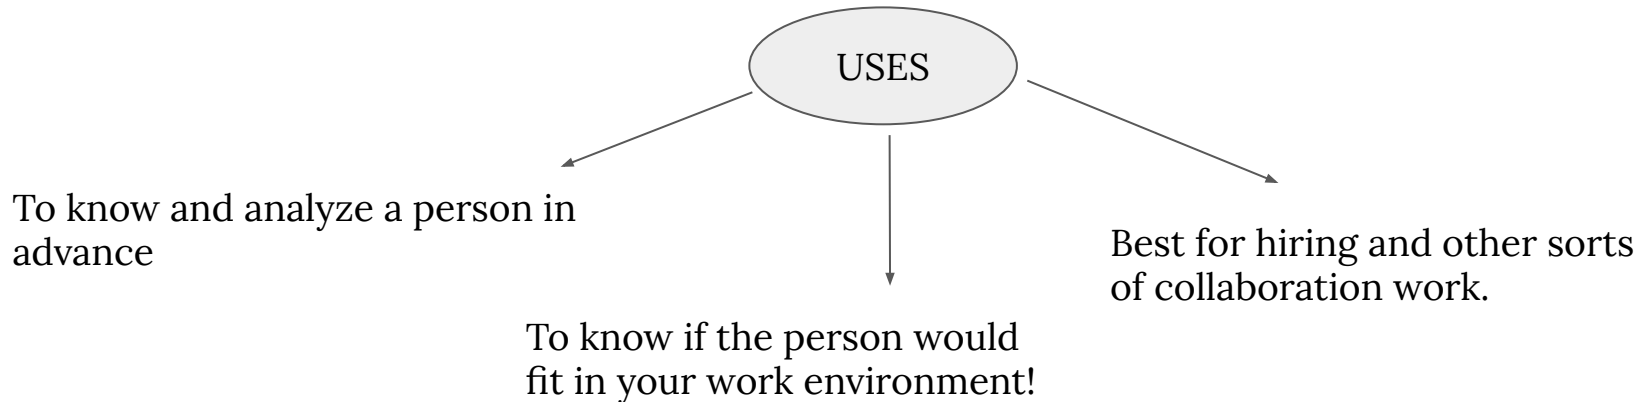 USES
To know and analyze a person in
advance
To know if the person would
fit in your work environment!
Best for hiring and other sorts
of collaboration work.